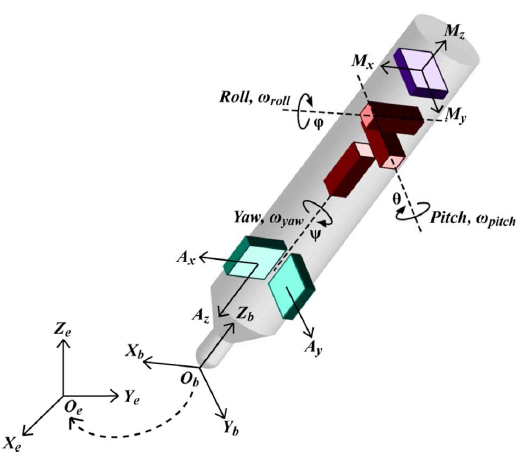 M_z
M_x
M_y
Roll, ω_roll
φ
θ
Pitch, ω_pitch
Yaw, ω_yaw
ψ
A_x
A_z
Z_b
A_y
Z_e
X_b
O_b
Y_b
O_e
Y_e
X_e